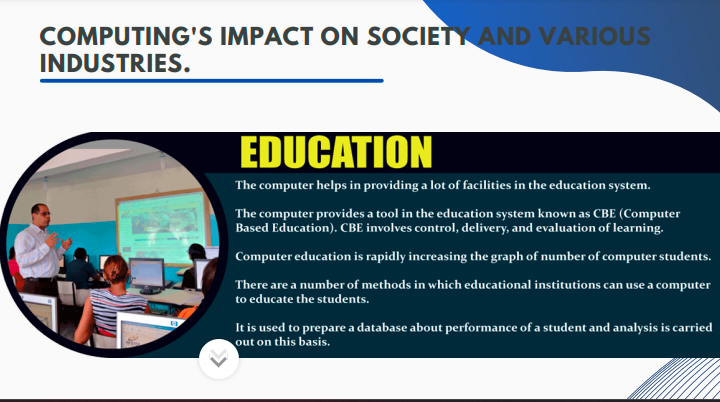 COMPUTING'S IMPACT ON SOCIETY AND VARIOUS
INDUSTRIES.
EDUCATION
The computer helps in providing a lot of facilities in the education system.
The computer provides a tool in the education system known as CBE (Computer
Based Education). CBE involves control, delivery, and evaluation of learning.
Computer education is rapidly increasing the graph of number of computer students.
There are a number of methods in which educational institutions can use a computer
to educate the students.
It is used to prepare a database about performance of a student and analysis is carried
out on this basis.